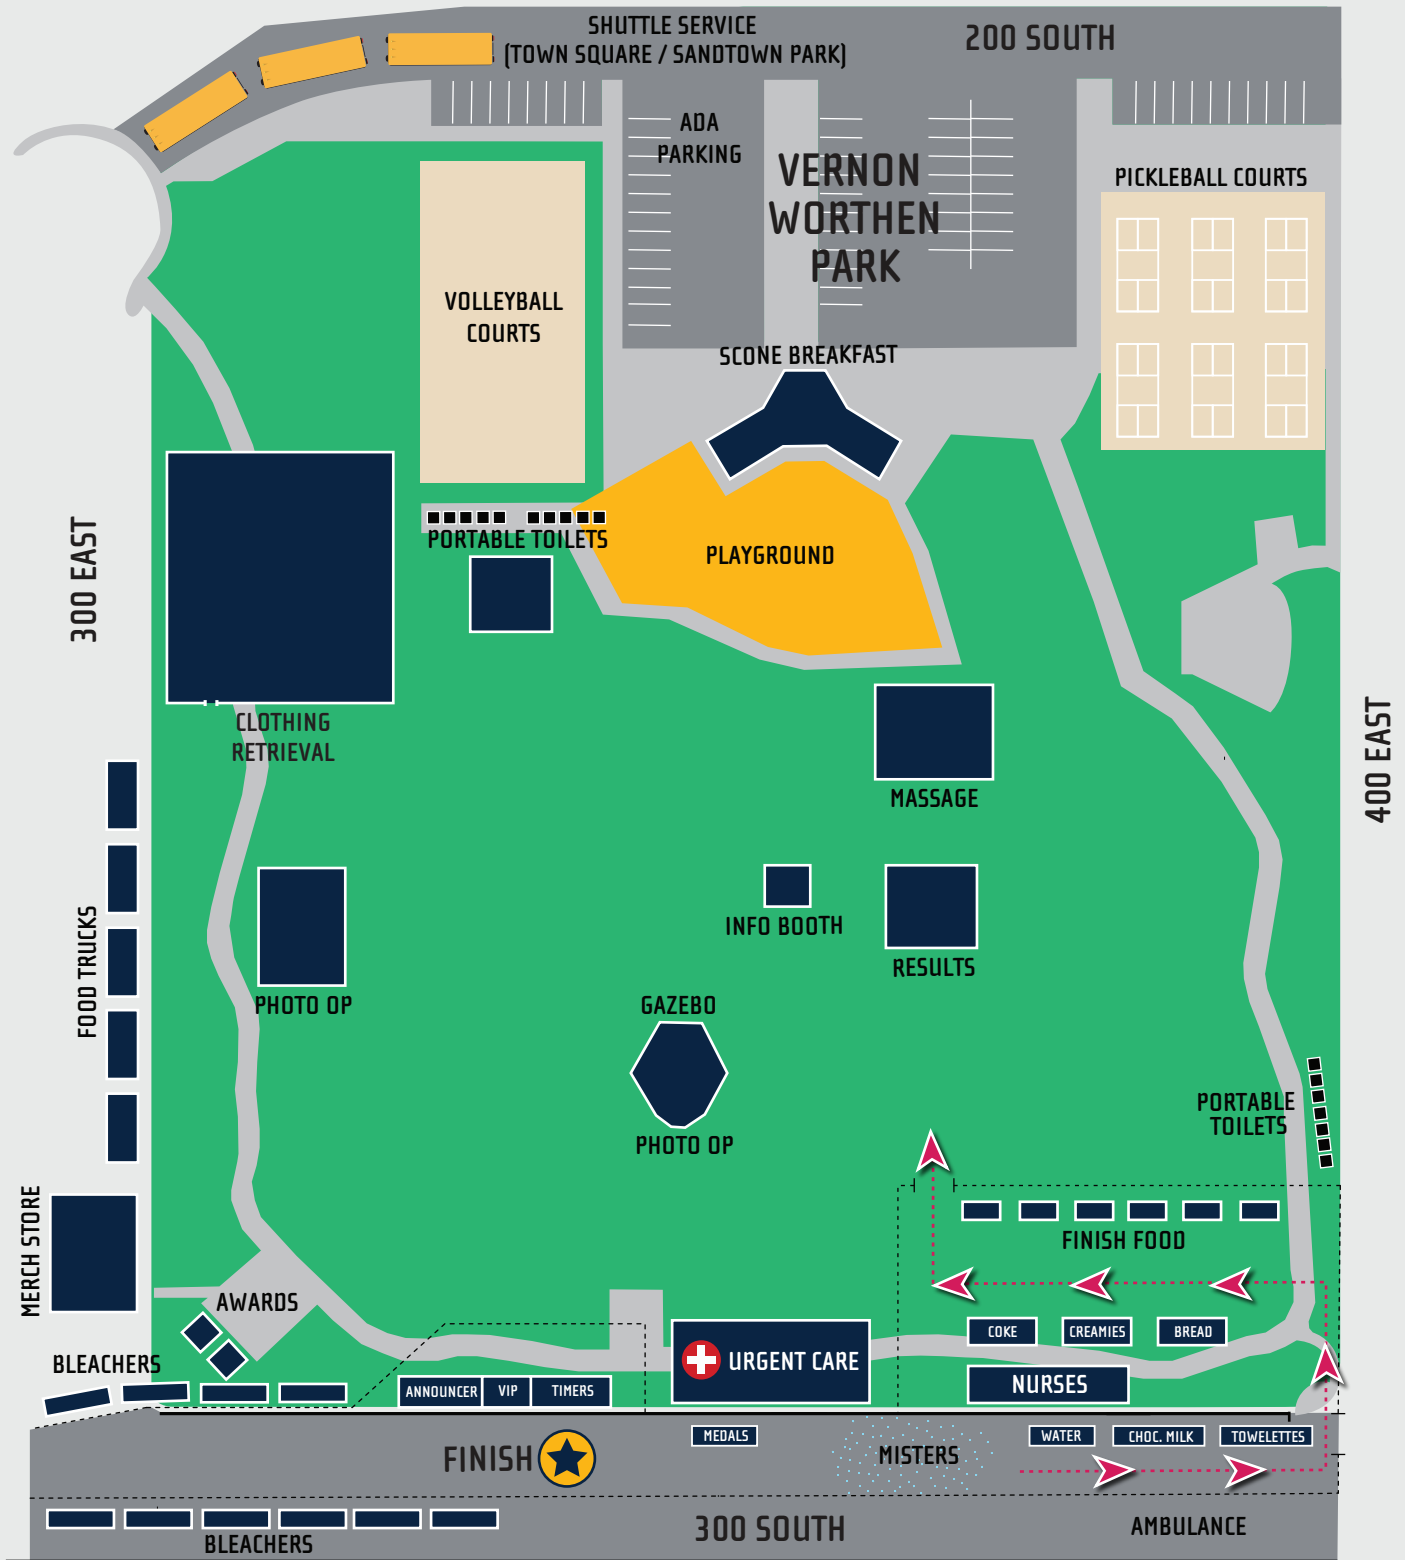 SHUTTLE SERVICE
(TOWN SQUARE / SANDTOWN PARK)
200 SOUTH
ADA
PARKING
VERNON
WORTHEN
PARK
PICKLEBALL COURTS
VOLLEYBALL
COURTS
SCONE BREAKFAST
PORTABLE TOILETS
PLAYGROUND
300 EAST
CLOTHING
RETRIEVAL
400 EAST
MASSAGE
FOOD TRUCKS
PHOTO OP
INFO BOOTH
RESULTS
GAZEBO
PHOTO OP
PORTABLE
TOILETS
MERCH STORE
FINISH FOOD
AWARDS
COKE
CREAMIES
BREAD
BLEACHERS
URGENT CARE
NURSES
ANNOUNCER
VIP
TIMERS
MEDALS
WATER
CHOC. MILK
TOWELETTES
FINISH
MISTERS
300 SOUTH
AMBULANCE
BLEACHERS